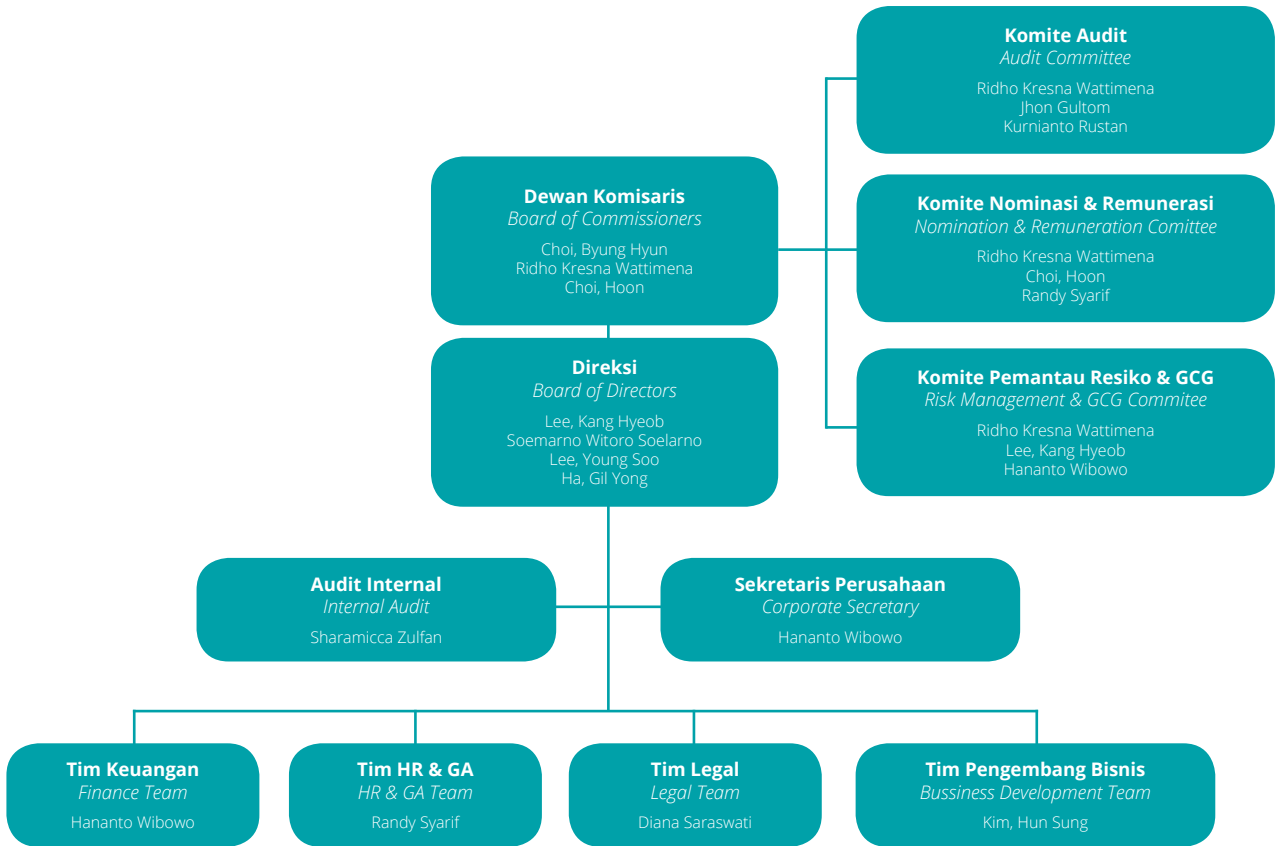 Komite Audit
Audit Committee
Ridho Kresna Wattimena
Jhon Gultom
Kurnianto Rustan
Dewan Komisaris
Board of Commissioners
Choi, Byung Hyun
Ridho Kresna Wattimena
Choi, Hoon
Komite Nominasi & Remunerasi
Nomination & Remuneration Comittee
Ridho Kresna Wattimena
Choi, Hoon
Randy Syarif
Direksi
Board of Directors
Lee, Kang Hyeob
Soemarno Witoro Soelarno
Lee, Young Soo
Ha, Gil Yong
Komite Pemantau Resiko & GCG
Risk Management & GCG Commitee
Ridho Kresna Wattimena
Lee, Kang Hyeob
Hananto Wibowo
Audit Internal
Internal Audit
Sharamicca Zulfan
Sekretaris Perusahaan
Corporate Secretary
Hananto Wibowo
Tim Keuangan
Finance Team
Hananto Wibowo
Tim HR & GA
HR & GA Team
Randy Syarif
Tim Legal
Legal Team
Diana Saraswati
Tim Pengembang Bisnis
Bussiness Development Team
Kim, Hun Sung